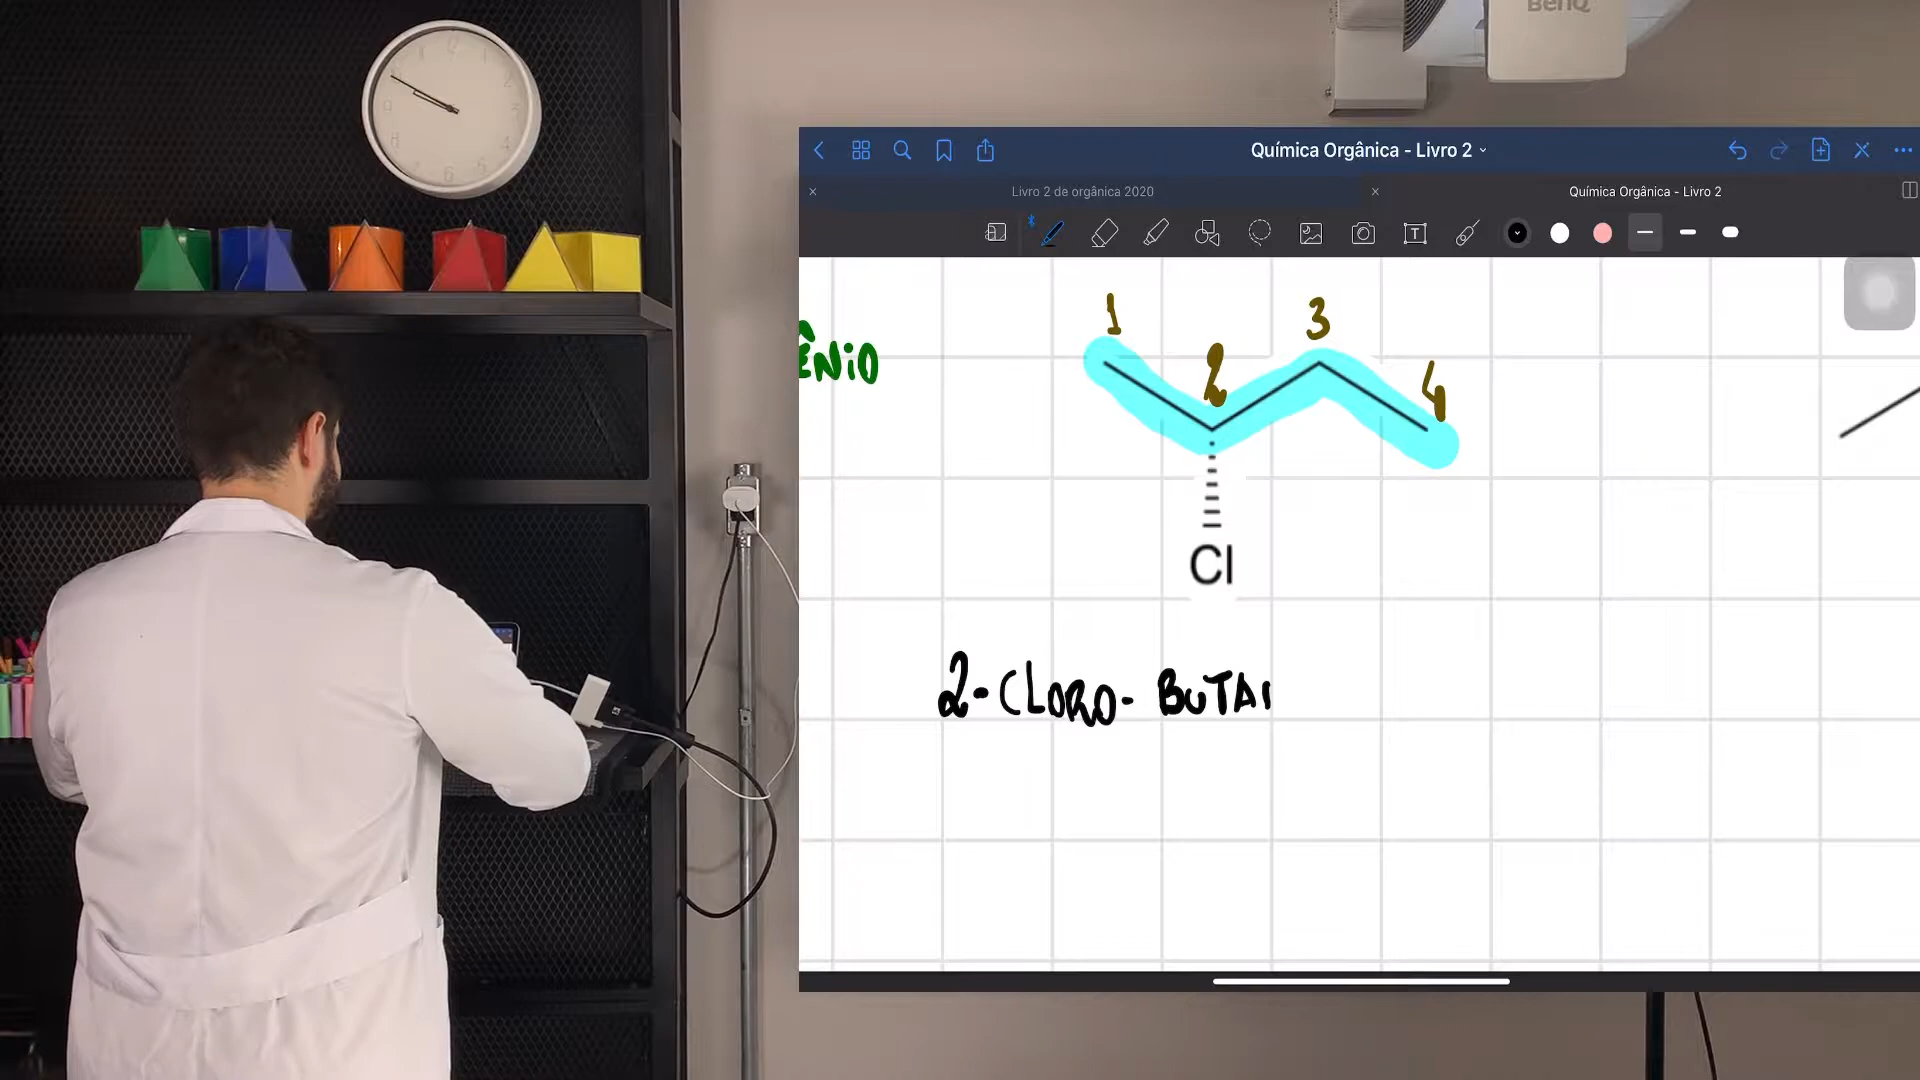 BenQ
Química Orgânica - Livro 2
Livro 2 de orgânica 2020
Química Orgânica - Livro 2
T
1
2
3
4
ÊNIO
Cl
2-CLORO-BUTA